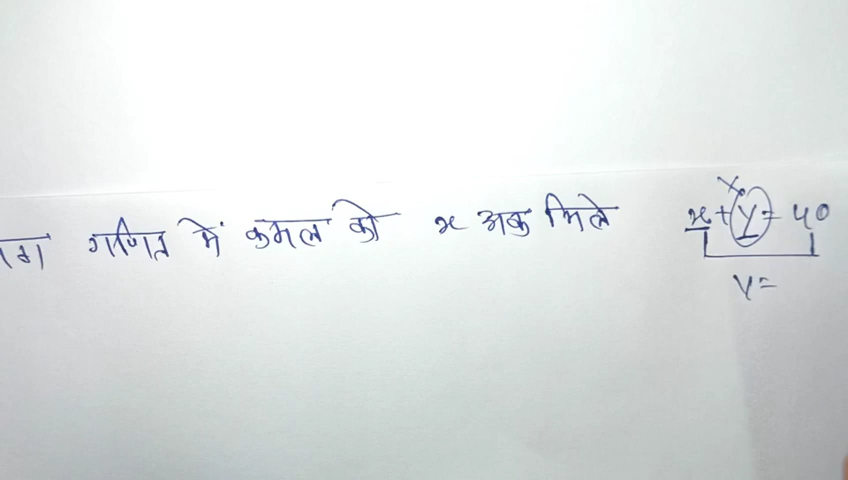 गणित में कमल को x अंक मिले
x + y = 40
y =